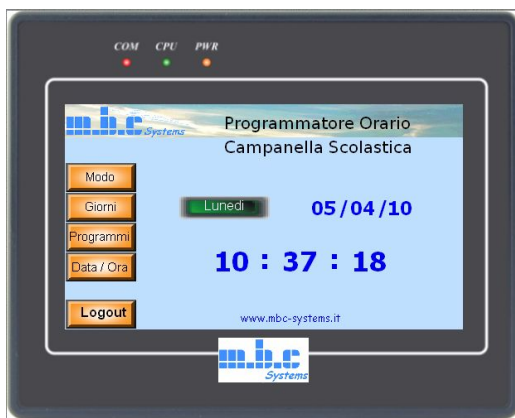 COM CPU PWR
m.b.c Systems
Programmatore Orario
Campanella Scolastica
Modo
Giorni
Programmi
Data / Ora
Logout
Lunedi
05/04/10
10 : 37 : 18
www.mbc-systems.it
m.b.c
Systems